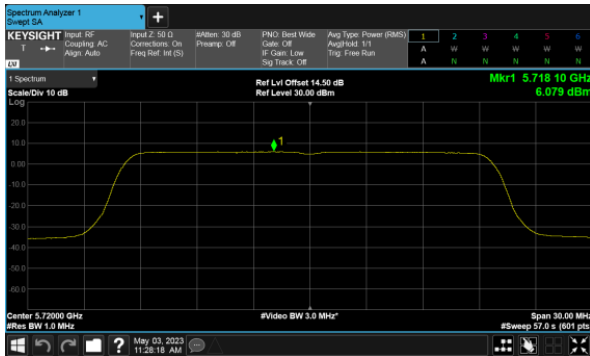 Spectrum Analyzer 1
Swept SA
+
KEYSIGHT
T
LXI
Input: RF
Coupling: AC
Align: Auto
Input Z: 50 Ω
Corrections: On
Freq Ref: Int (S)
#Atten: 30 dB
Preamp: Off
PNO: Best Wide
Gate: Off
IF Gain: Low
Sig Track: Off
Avg Type: Power (RMS)
Avg|Hold: 1/1
Trig: Free Run
1 2 3 4 5 6
A W W W W W
A N N N N N
1 Spectrum
Scale/Div 10 dB
Log
Ref Lvl Offset 14.50 dB
Ref Level 30.00 dBm
Mkr1 5.718 10 GHz
6.079 dBm
1
20.0
10.0
0.00
-10.0
-20.0
-30.0
-40.0
-50.0
-60.0
Center 5.72000 GHz
#Res BW 1.0 MHz
#Video BW 3.0 MHz*
Span 30.00 MHz
#Sweep 57.0 s (601 pts)
?
May 03, 2023
11:28:18 AM